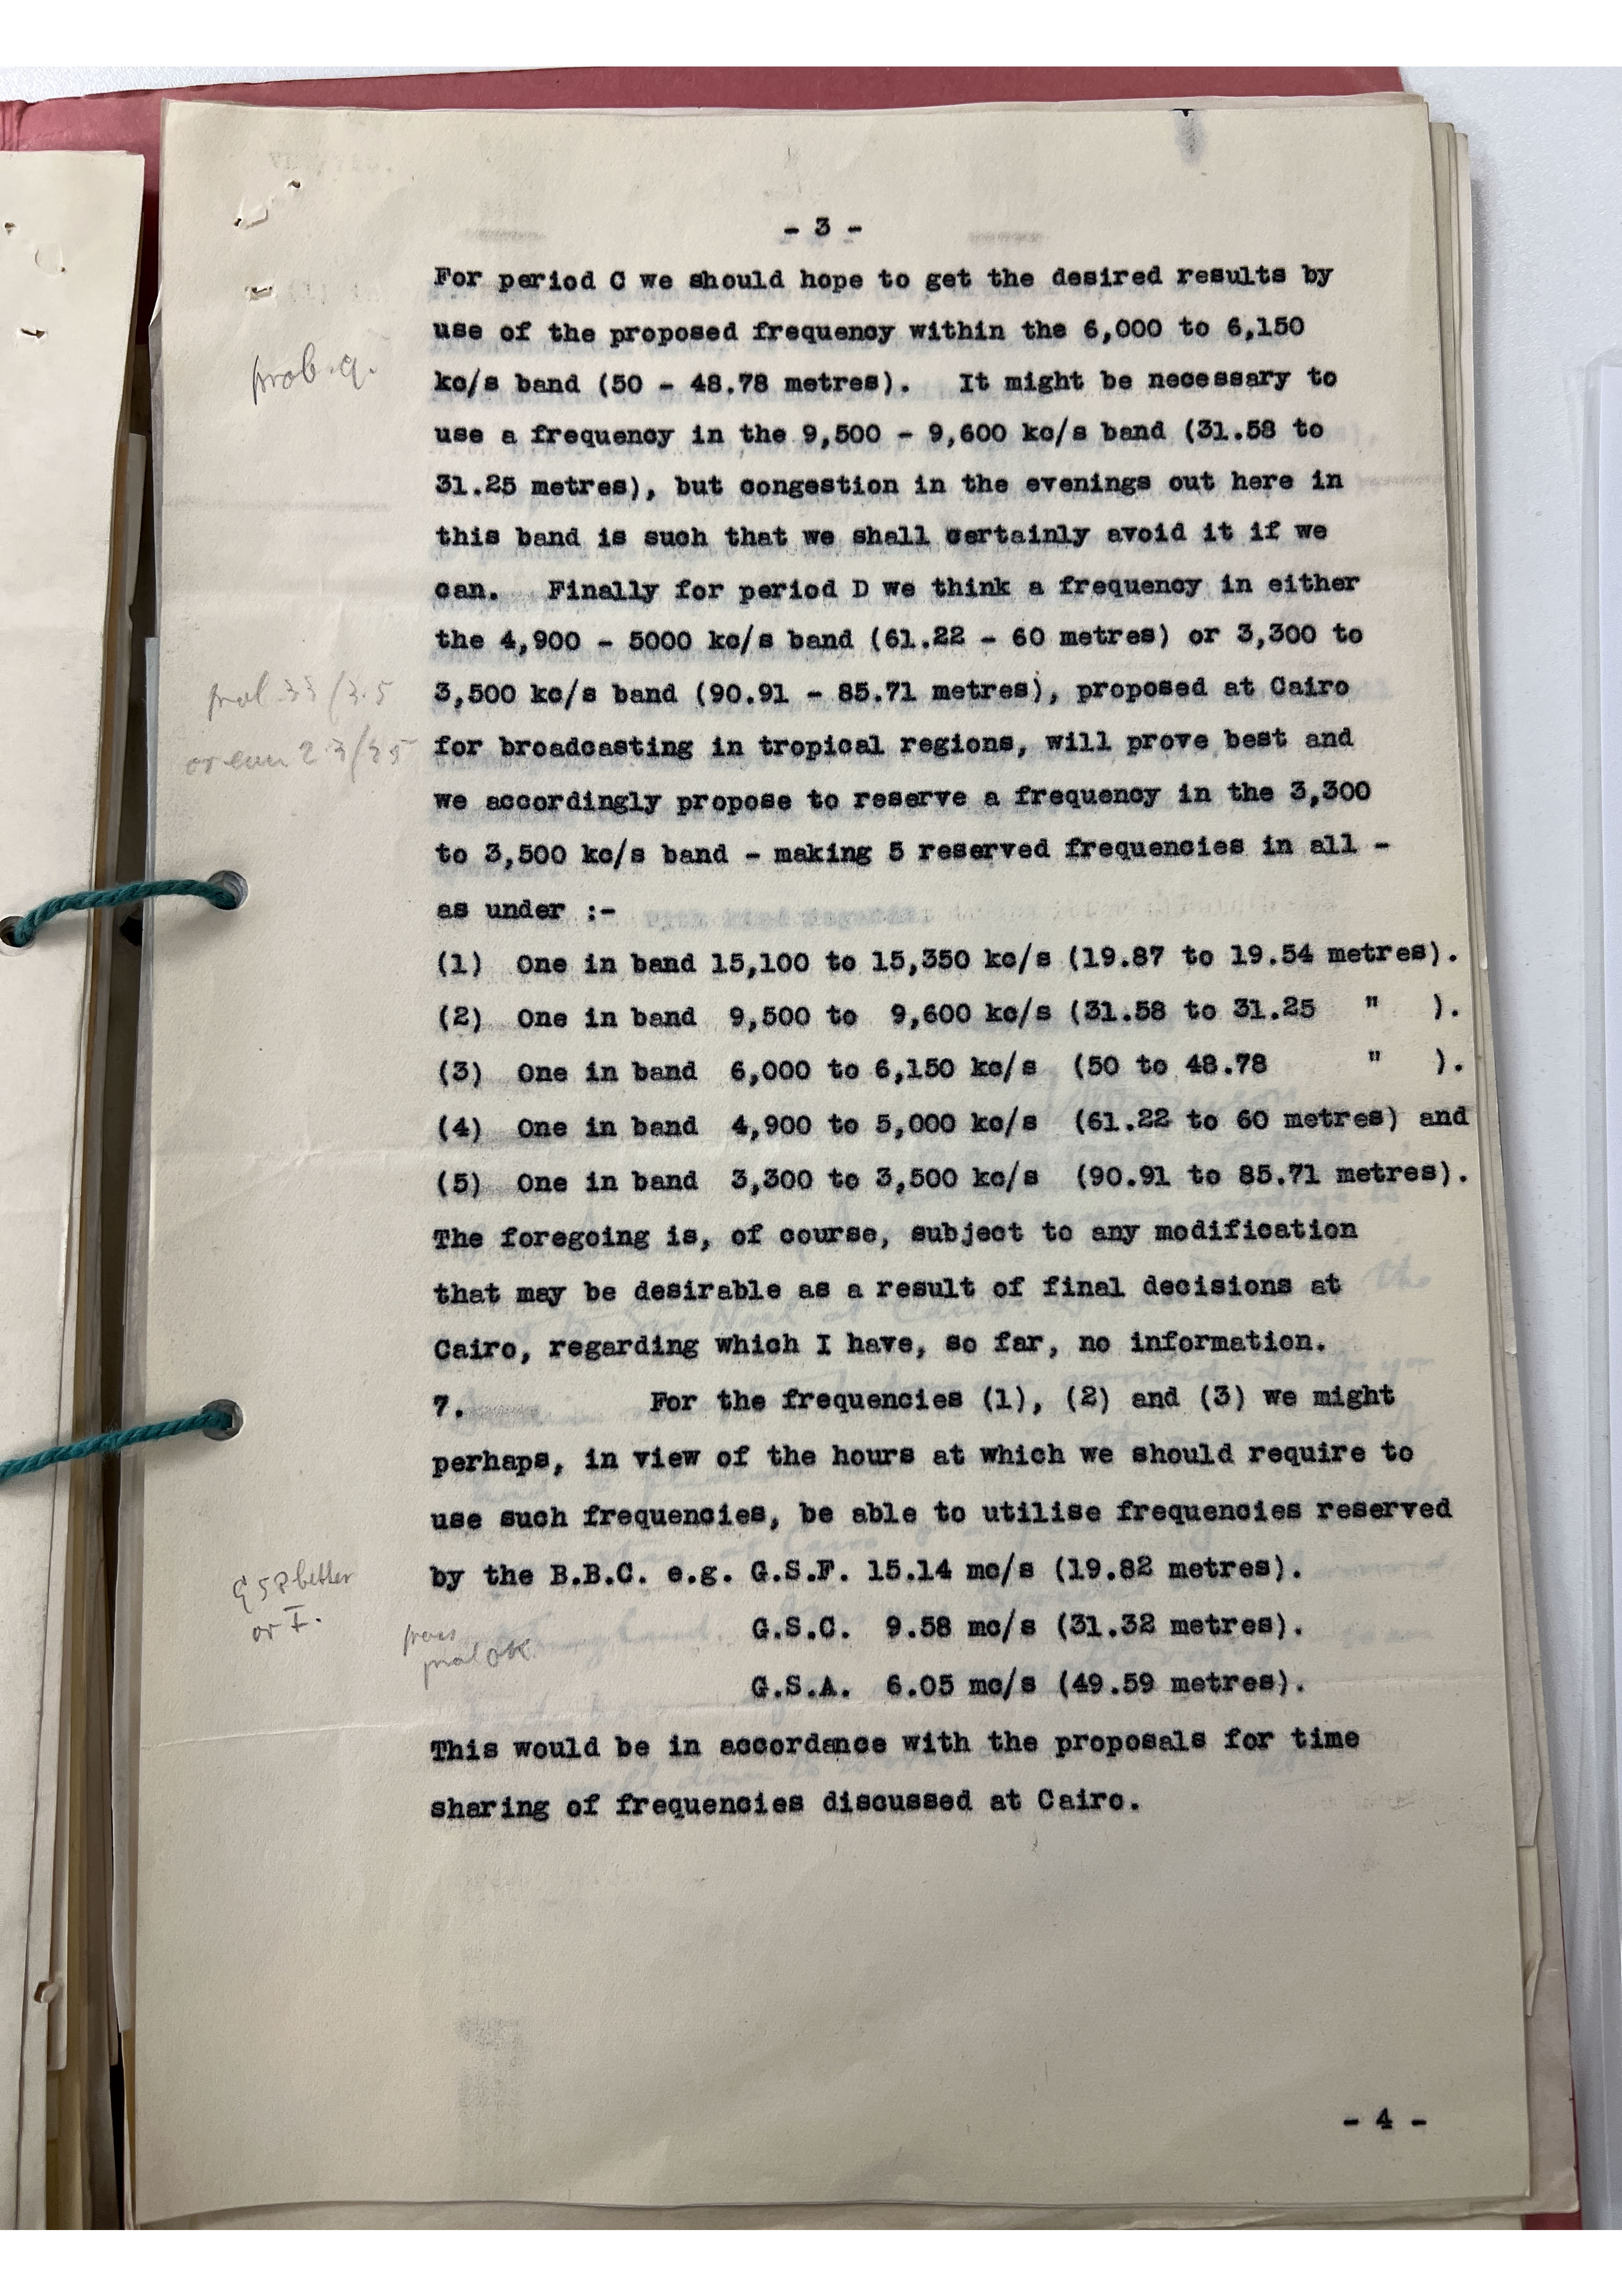 - 3 -
For period C we should hope to get the desired results by
use of the proposed frequency within the 6,000 to 6,150
prob. 9.
kc/s band (50 - 48.78 metres).   It might be necessary to
use a frequency in the 9,500 - 9,600 kc/s band (31.58 to
31.25 metres), but congestion in the evenings out here in
this band is such that we shall certainly avoid it if we
can.   Finally for period D we think a frequency in either
the 4,900 - 5000 kc/s band (61.22 - 60 metres) or 3,300 to
3,500 kc/s band (90.91 - 85.71 metres), proposed at Cairo
for broadcasting in tropical regions, will prove best and
we accordingly propose to reserve a frequency in the 3,300
to 3,500 kc/s band - making 5 reserved frequencies in all -
as under :-
(1)  One in band 15,100 to 15,350 kc/s (19.87 to 19.54 metres).
(2)  One in band  9,500 to  9,600 kc/s (31.58 to 31.25   "   ).
(3)  One in band  6,000 to 6,150 kc/s  (50 to 48.78      "   ).
(4)  One in band  4,900 to 5,000 kc/s  (61.22 to 60 metres) and
(5)  One in band  3,300 to 3,500 kc/s  (90.91 to 85.71 metres).
The foregoing is, of course, subject to any modification
that may be desirable as a result of final decisions at
Cairo, regarding which I have, so far, no information.
7.          For the frequencies (1), (2) and (3) we might
perhaps, in view of the hours at which we should require to
use such frequencies, be able to utilise frequencies reserved
by the B.B.C. e.g. G.S.F. 15.14 mc/s (19.82 metres).
better
or I.
G.S.C.  9.58 mc/s (31.32 metres).
OK
G.S.A.  6.05 mc/s (49.59 metres).
This would be in accordance with the proposals for time
sharing of frequencies discussed at Cairo.
- 4 -